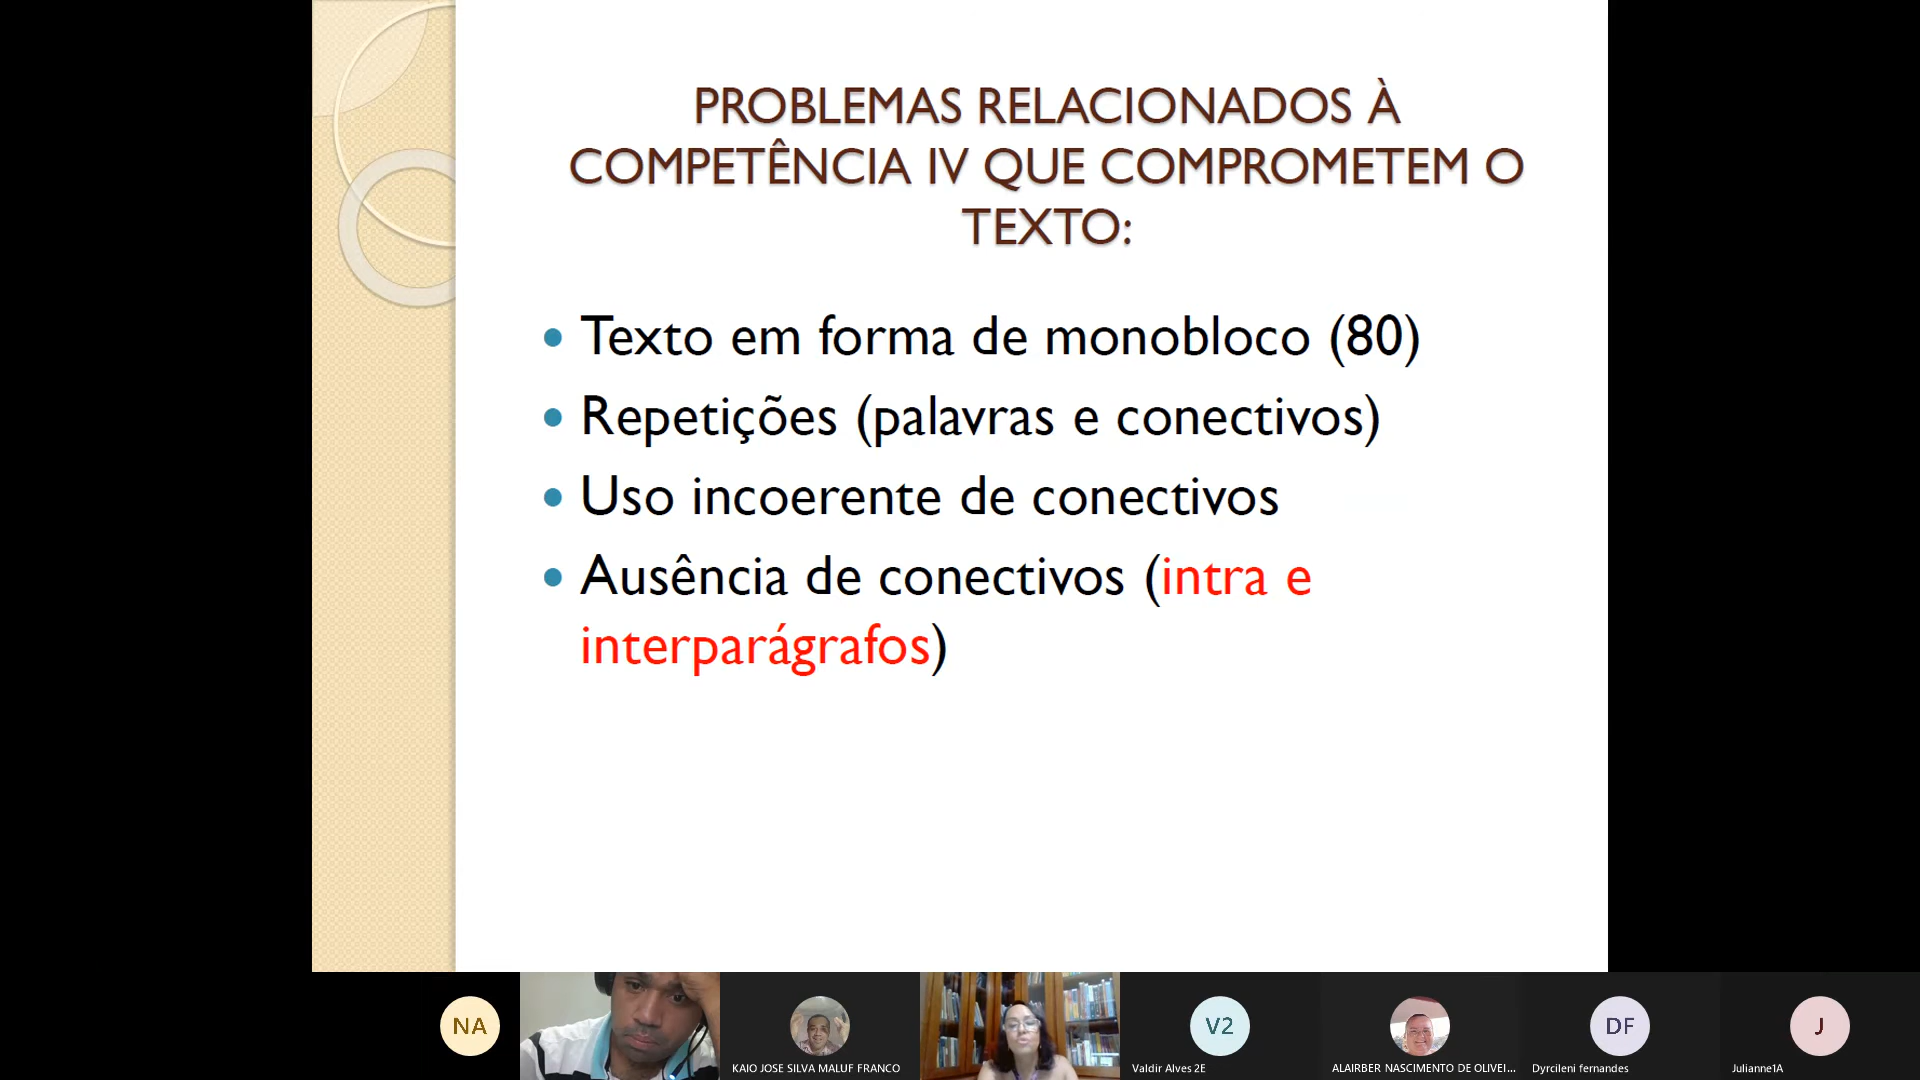 PROBLEMAS RELACIONADOS À
COMPETÊNCIA IV QUE COMPROMETEM O
TEXTO:
• Texto em forma de monobloco (80)
• Repetições (palavras e conectivos)
• Uso incoerente de conectivos
• Ausência de conectivos (intra e
interparágrafos)
NA
V2
DF
J
KAIO JOSE SILVA MALUF FRANCO
Valdir Alves 2E
ALAIRBER NASCIMENTO DE OLIVEI...
Dyrcileni fernandes
Julianne1A